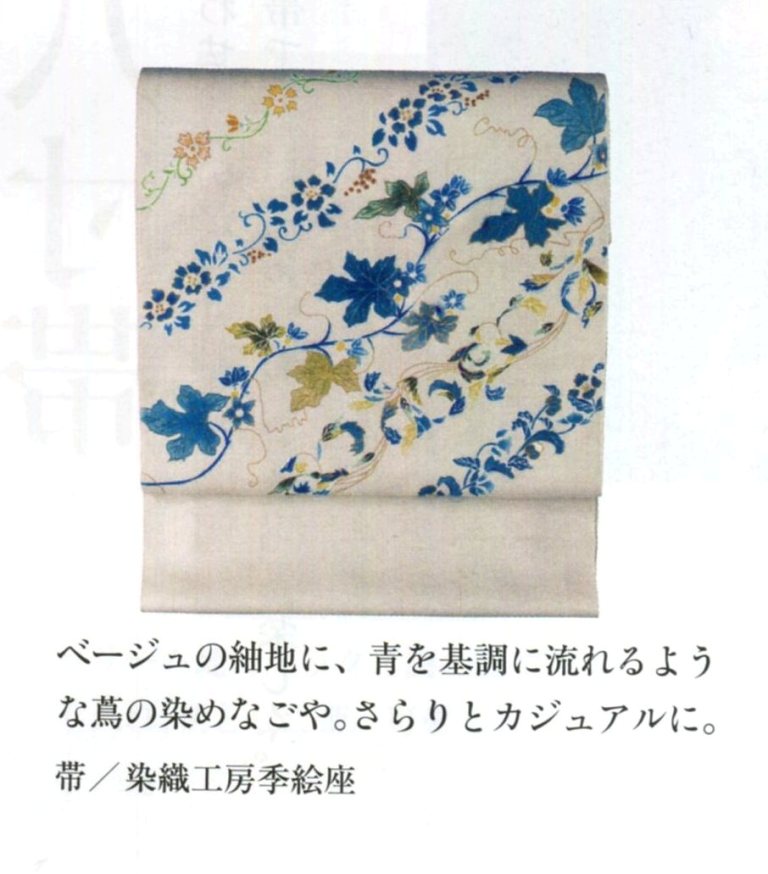 ベージュの紬地に、青を基調に流れるよう
な蔦の染めなごや。さらりとカジュアルに。
帯／染織工房季絵座